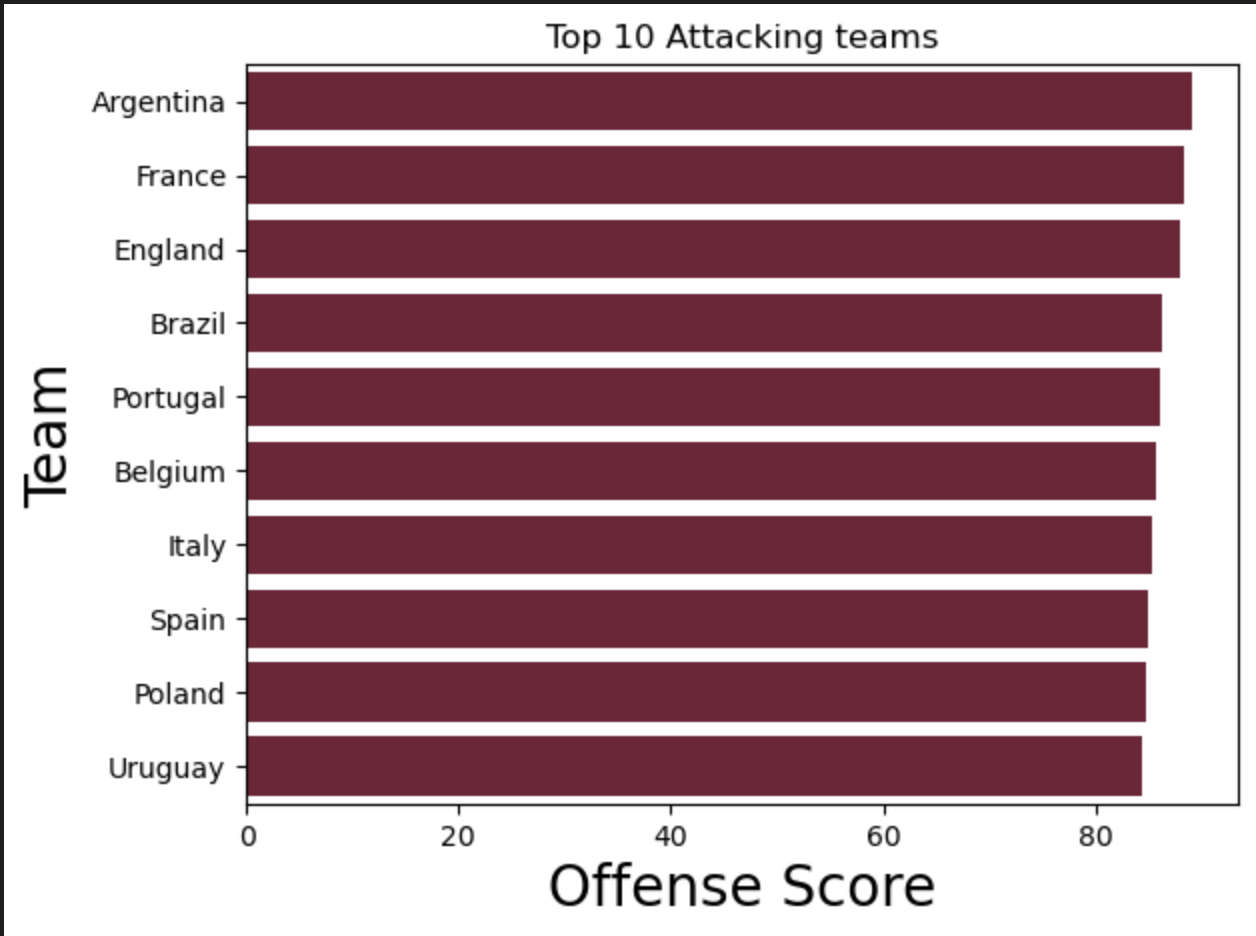 Top 10 Attacking teams
Argentina
France
England
Brazil
Portugal
Belgium
Italy
Spain
Poland
Uruguay
Team
0 20 40 60 80
Offense Score